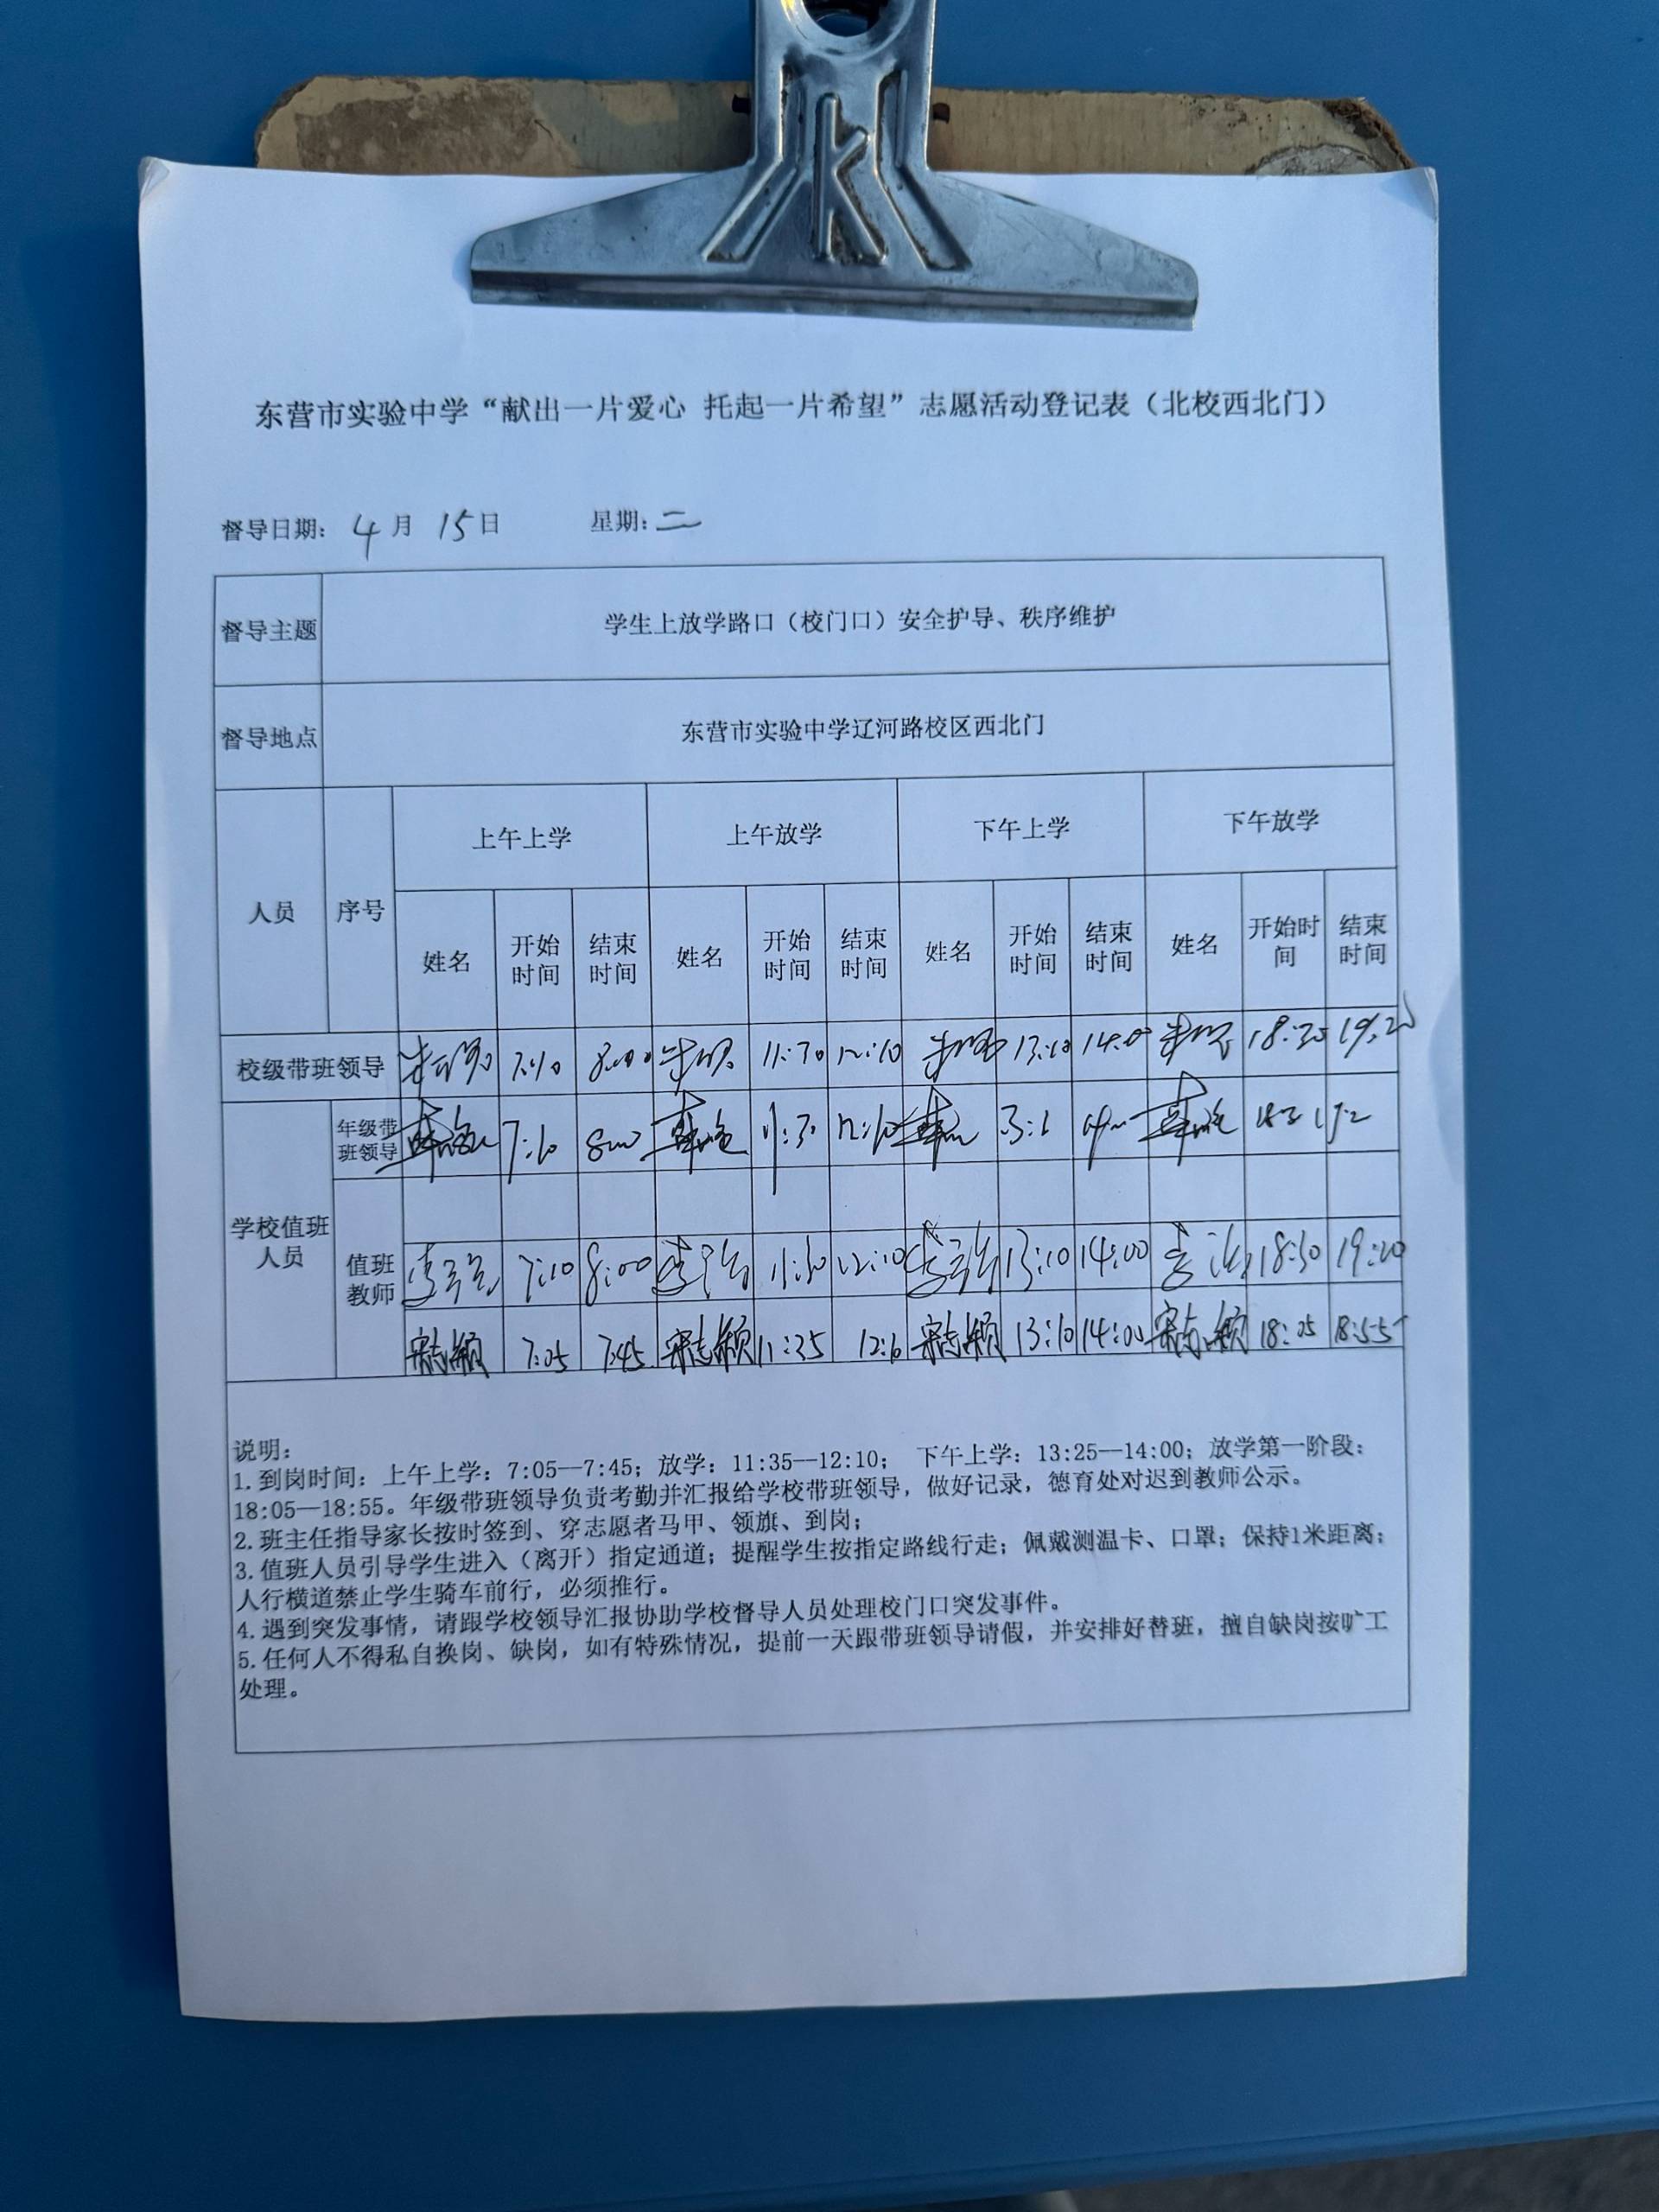 东营市实验中学“献出一片爱心 托起一片希望”志愿活动登记表（北校西北门）
督导日期： 4 月 15日 星期：二
督导主题 学生上放学路口（校门口）安全护导、秩序维护
督导地点 东营市实验中学辽河路校区西北门
人员 序号 上午上学 上午放学 下午上学 下午放学
姓名 开始时间 结束时间 姓名 开始时间 结束时间 姓名 开始时间 结束时间 姓名 开始时间 结束时间
校级带班领导 12:10 13:10 14:00 19:20
学校值班人员
年级带班领导 7:10 8:00 11:30 12:10
值班教师
7:10 8:00 11:30 12:10 13:10 14:00 18:30 19:20
宋志颖 7:05 7:45 宋志颖 11:35 12:10 宋志颖 13:10 14:00 宋志颖 18:05 18:55
说明：
1.到岗时间：上午上学：7:05—7:45；放学：11:35—12:10； 下午上学：13:25—14:00；放学第一阶段：
18:05—18:55。年级带班领导负责考勤并汇报给学校带班领导，做好记录，德育处对迟到教师公示。
2.班主任指导家长按时签到、穿志愿者马甲、领旗、到岗；
3.值班人员引导学生进入（离开）指定通道；提醒学生按指定路线行走；佩戴测温卡、口罩；保持1米距离；
人行横道禁止学生骑车前行，必须推行。
4.遇到突发事情，请跟学校领导汇报协助学校督导人员处理校门口突发事件。
5.任何人不得私自换岗、缺岗，如有特殊情况，提前一天跟带班领导请假，并安排好替班，擅自缺岗按旷工
处理。